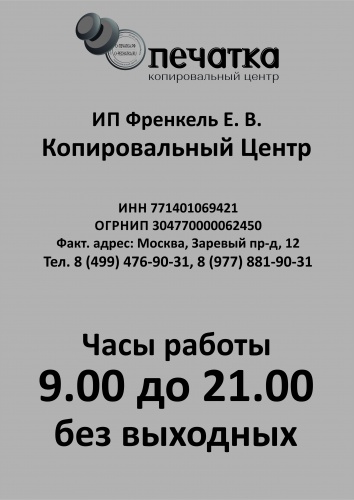 Oпечатка
копировальный центр
ИП Френкель Е. В.
Копировальный Центр
ИНН 771401069421
ОГРНИП 304770000062450
Факт. адрес: Москва, Заревый пр-д, 12
Тел. 8 (499) 476-90-31, 8 (977) 881-90-31
Часы работы
9.00 до 21.00
без выходных